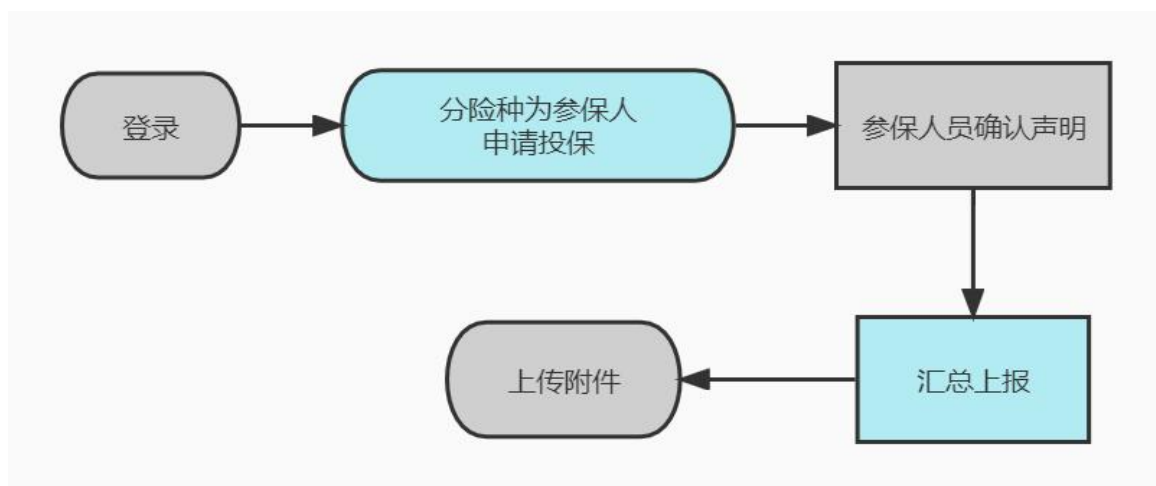 登录
分险种为参保人
申请投保
参保人员确认声明
汇总上报
上传附件